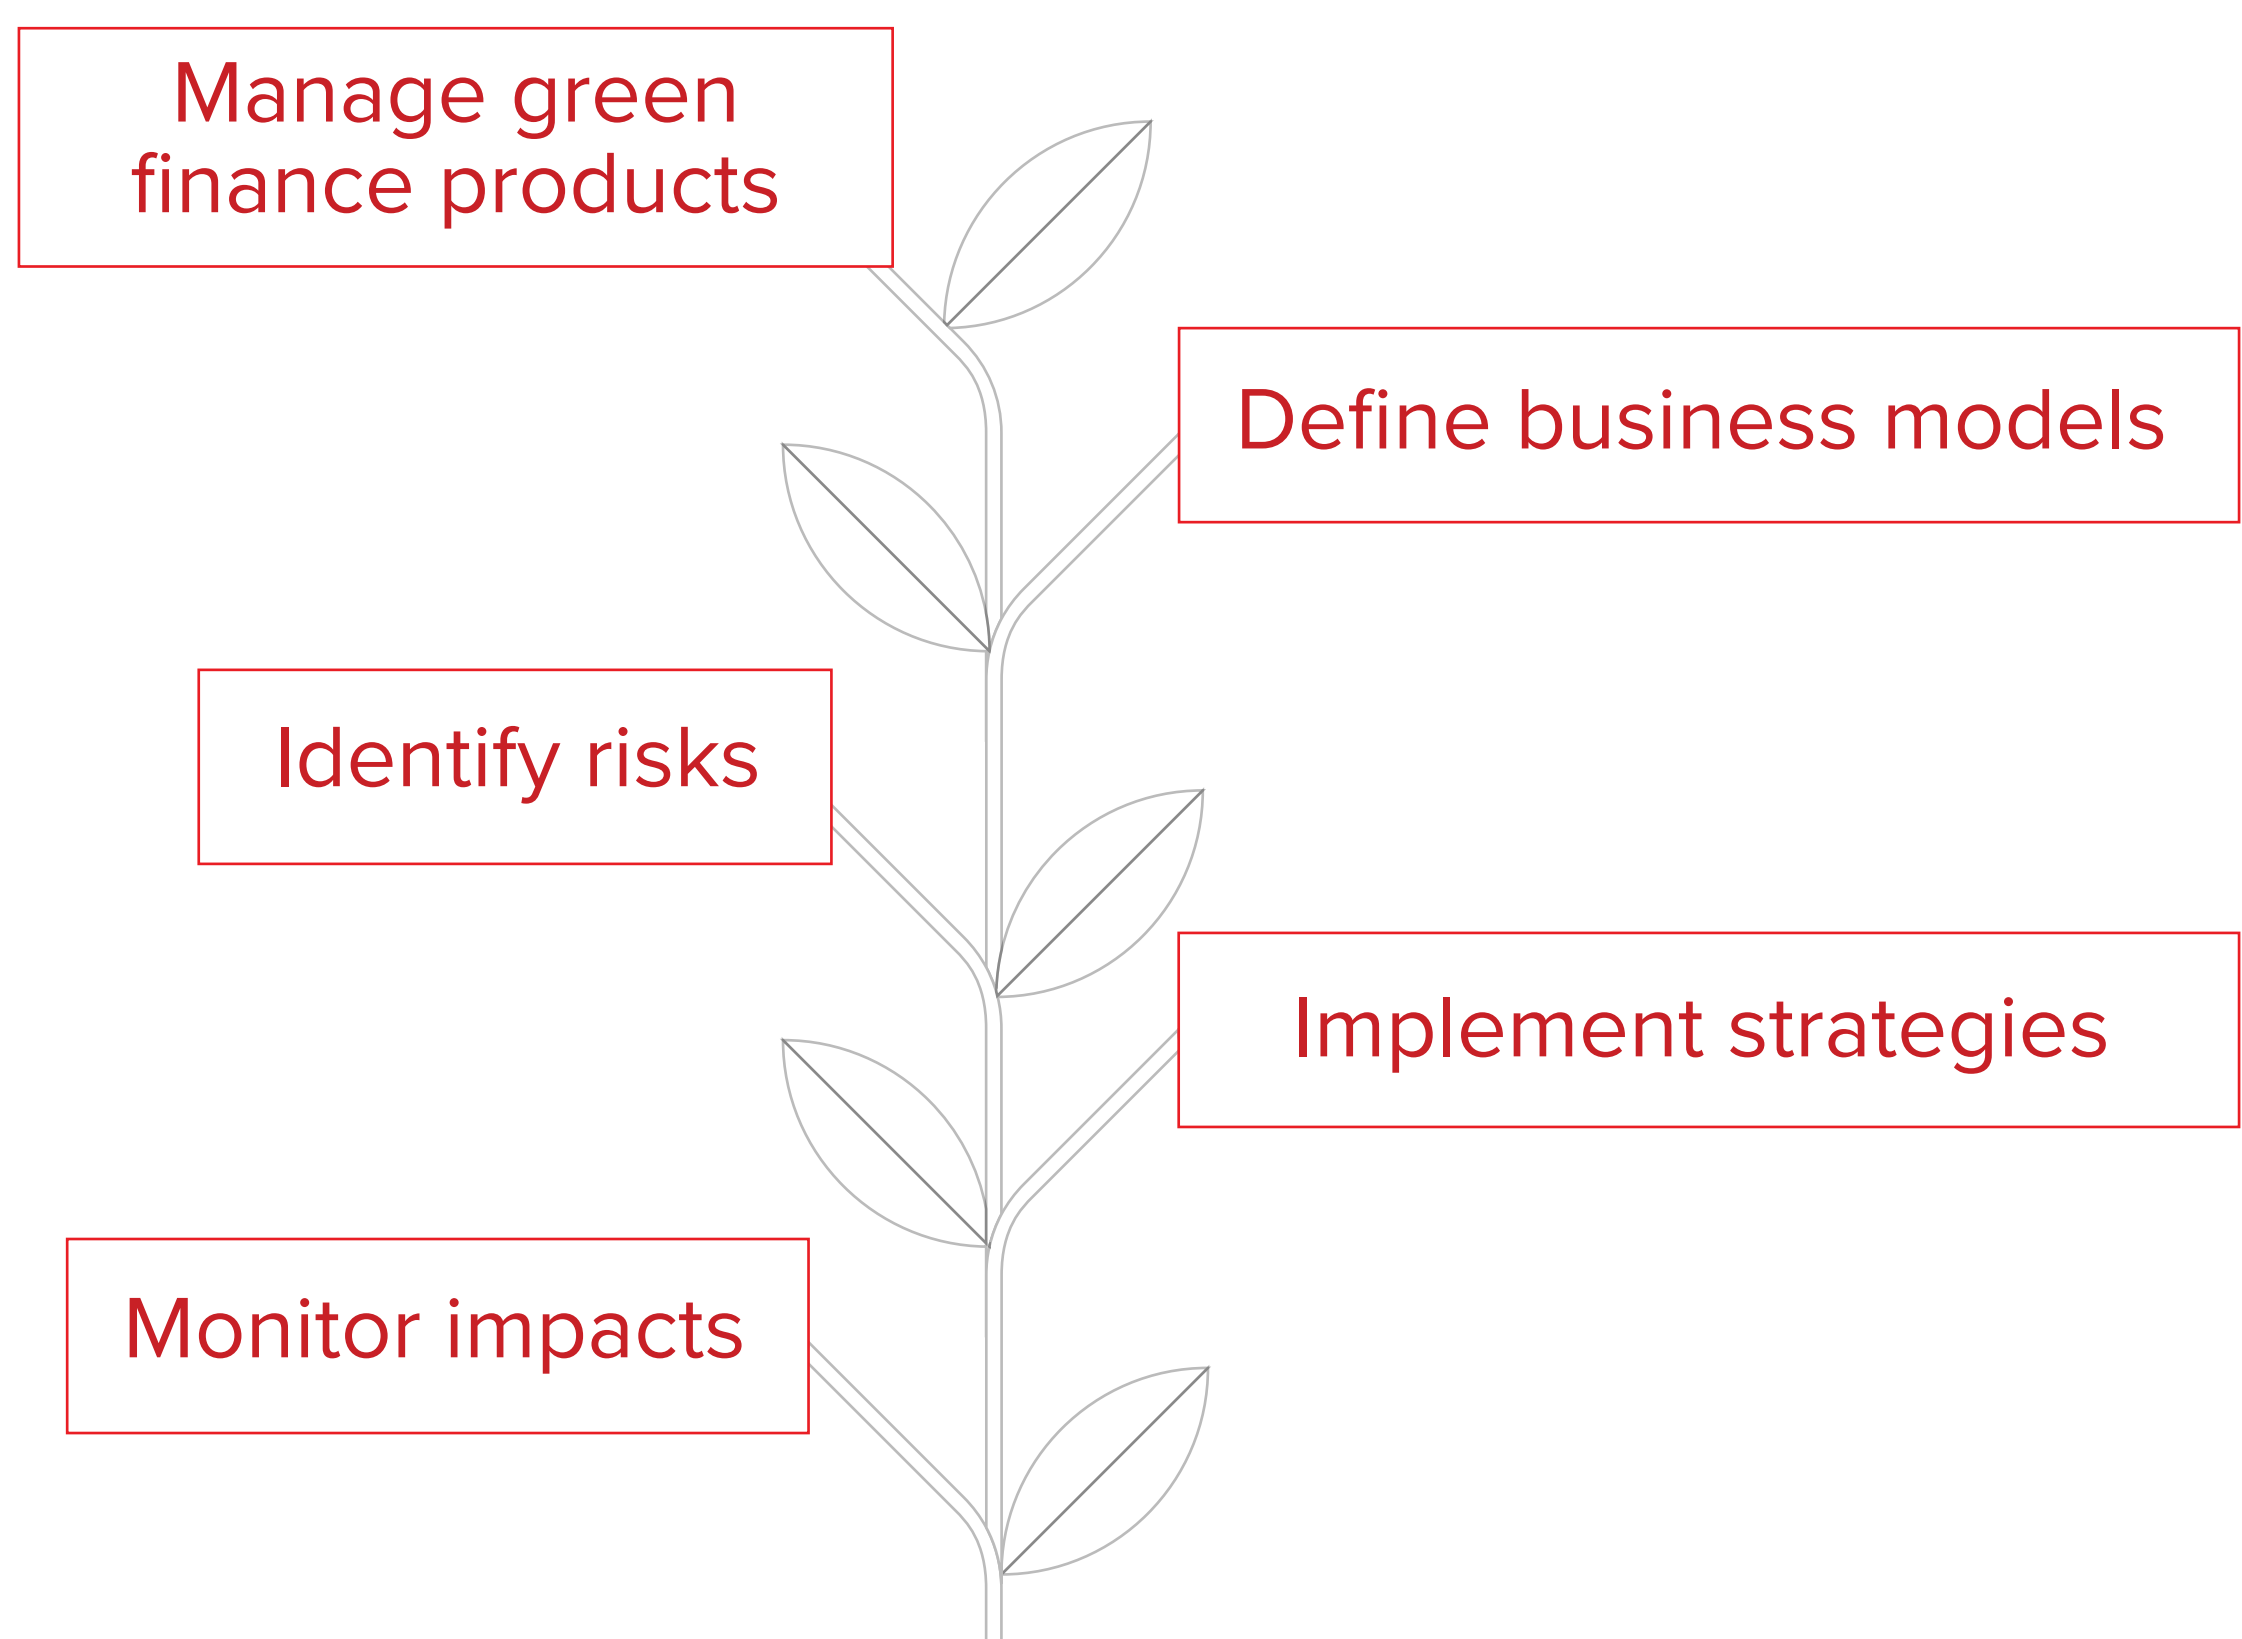 Manage green
finance products
Define business models
Identify risks
Implement strategies
Monitor impacts